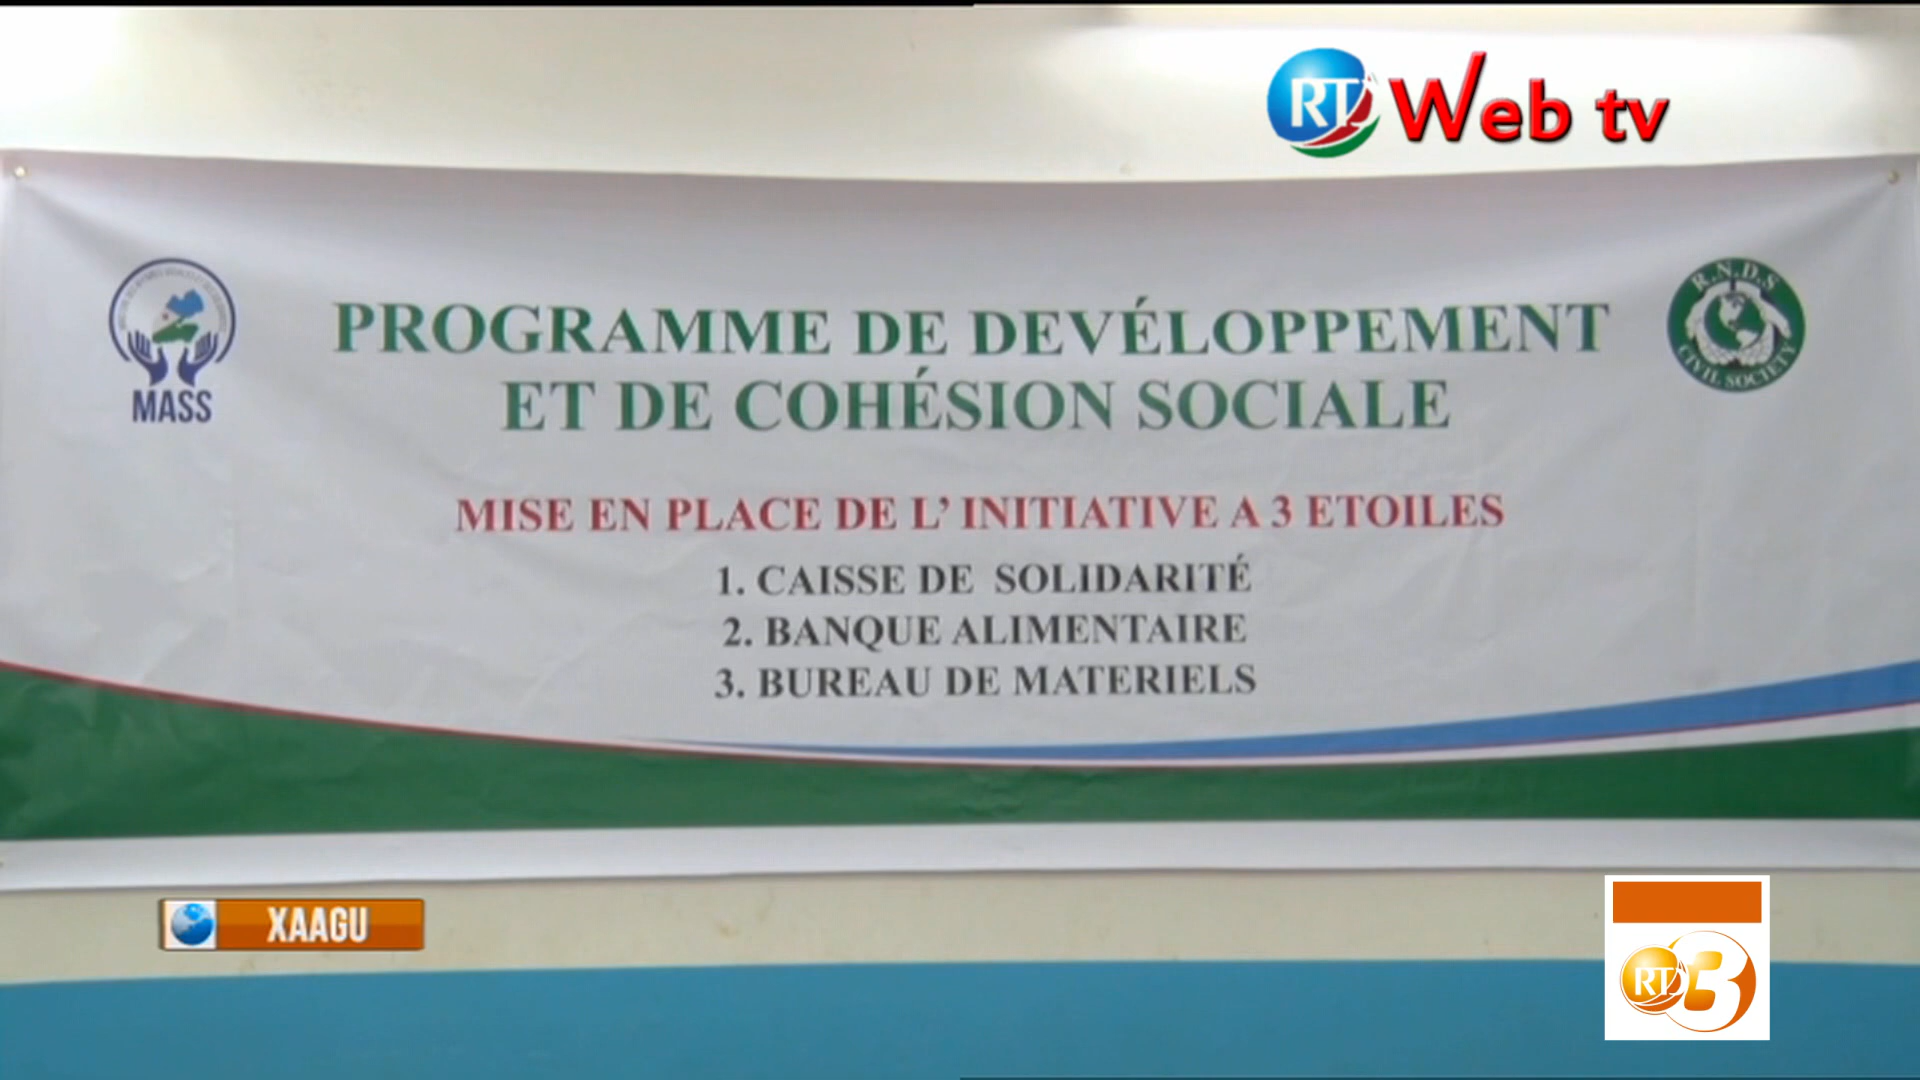 RT Web tv
R.N.D.S
CIVIL SOCIETY
MASS
PROGRAMME DE DEVÉLOPPEMENT
ET DE COHÉSION SOCIALE
MISE EN PLACE DE L' INITIATIVE A 3 ETOILES
1. CAISSE DE SOLIDARITÉ
2. BANQUE ALIMENTAIRE
3. BUREAU DE MATERIELS
XAAGU
RT 3